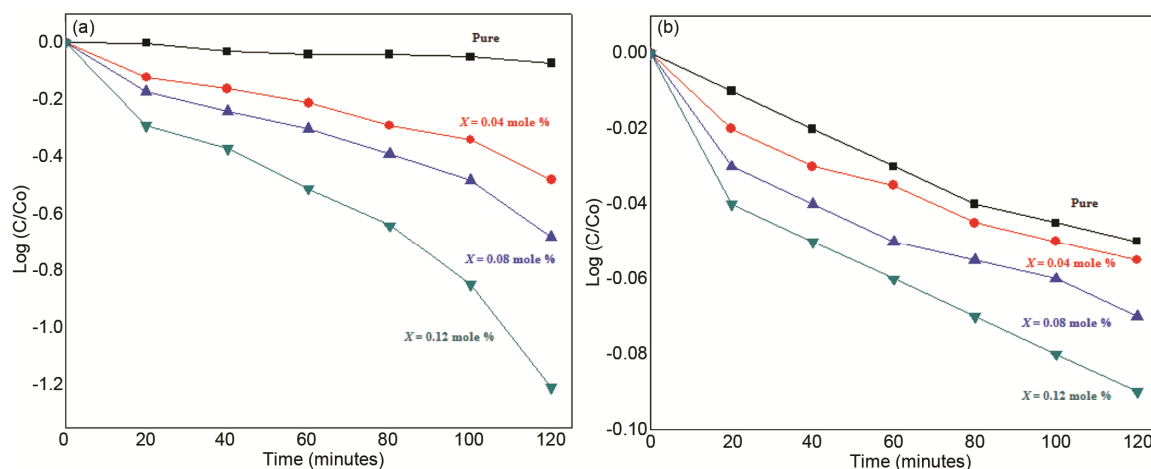 (a)
Pure
X = 0.04 mole %
X = 0.08 mole %
X = 0.12 mole %
Log (C/Co)
0.0
-0.2
-0.4
-0.6
-0.8
-1.0
-1.2
0 20 40 60 80 100 120
Time (minutes)
(b)
Pure
X = 0.04 mole %
X = 0.08 mole %
X = 0.12 mole %
Log (C/Co)
0.00
-0.02
-0.04
-0.06
-0.08
-0.10
0 20 40 60 80 100 120
Time (minutes)